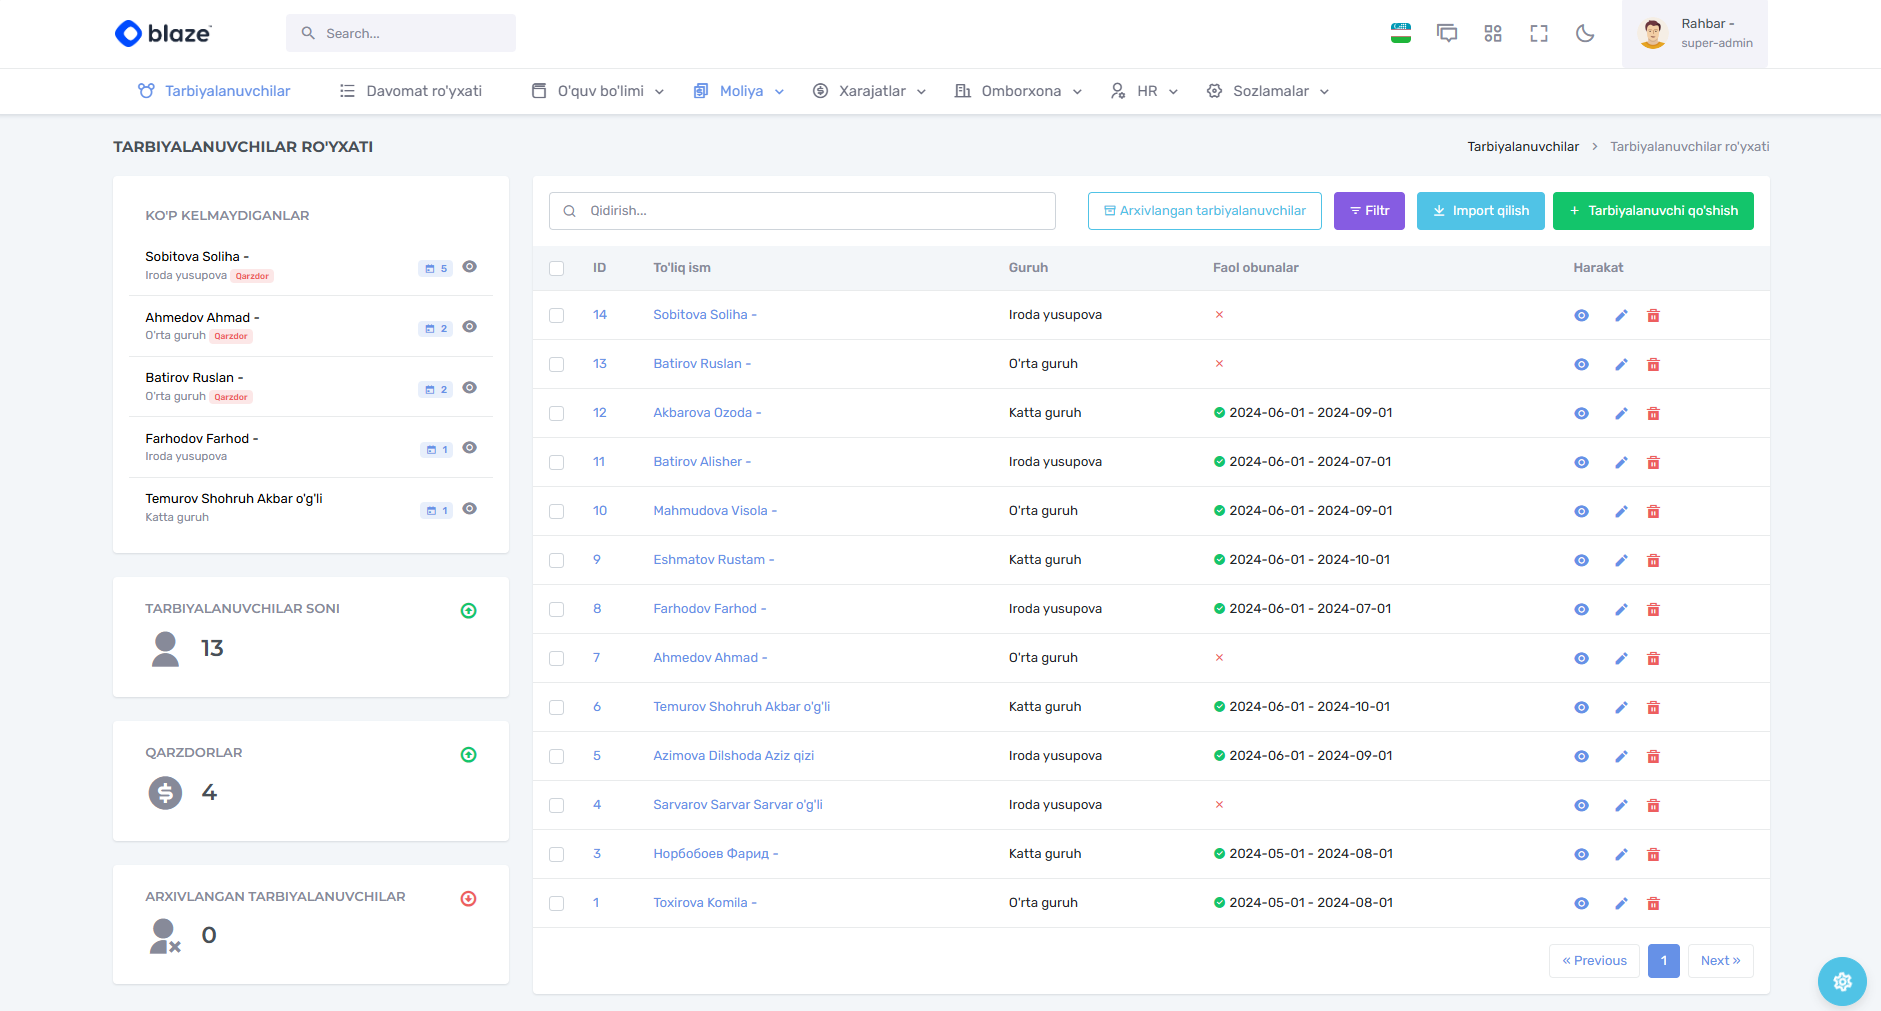 blaze™
Search...
Rahbar -
super-admin
Tarbiyalanuvchilar
Davomat ro'yxati
O'quv bo'limi
Moliya
Xarajatlar
Omborxona
HR
Sozlamalar
TARBIYALANUVCHILAR RO'YXATI
Tarbiyalanuvchilar > Tarbiyalanuvchilar ro'yxati
KO'P KELMAYDIGANLAR
Sobitova Soliha -
Iroda yusupova Qarzdor
5
Ahmedov Ahmad -
O'rta guruh Qarzdor
2
Batirov Ruslan -
O'rta guruh Qarzdor
2
Farhodov Farhod -
Iroda yusupova
1
Temurov Shohruh Akbar o'g'li
Katta guruh
1
TARBIYALANUVCHILAR SONI
13
QARZDORLAR
4
ARXIVLANGAN TARBIYALANUVCHILAR
0
Qidirish...
Arxivlangan tarbiyalanuvchilar
Filtr
Import qilish
+ Tarbiyalanuvchi qo'shish
ID To'liq ism Guruh Faol obunalar Harakat
14 Sobitova Soliha - Iroda yusupova
13 Batirov Ruslan - O'rta guruh
12 Akbarova Ozoda - Katta guruh 2024-06-01 - 2024-09-01
11 Batirov Alisher - Iroda yusupova 2024-06-01 - 2024-07-01
10 Mahmudova Visola - O'rta guruh 2024-06-01 - 2024-09-01
9 Eshmatov Rustam - Katta guruh 2024-06-01 - 2024-10-01
8 Farhodov Farhod - Iroda yusupova 2024-06-01 - 2024-07-01
7 Ahmedov Ahmad - O'rta guruh
6 Temurov Shohruh Akbar o'g'li Katta guruh 2024-06-01 - 2024-10-01
5 Azimova Dilshoda Aziz qizi Iroda yusupova 2024-06-01 - 2024-09-01
4 Sarvarov Sarvar Sarvar o'g'li Iroda yusupova
3 Норбобоев Фарид - Katta guruh 2024-05-01 - 2024-08-01
1 Toxirova Komila - O'rta guruh 2024-05-01 - 2024-08-01
« Previous 1 Next »